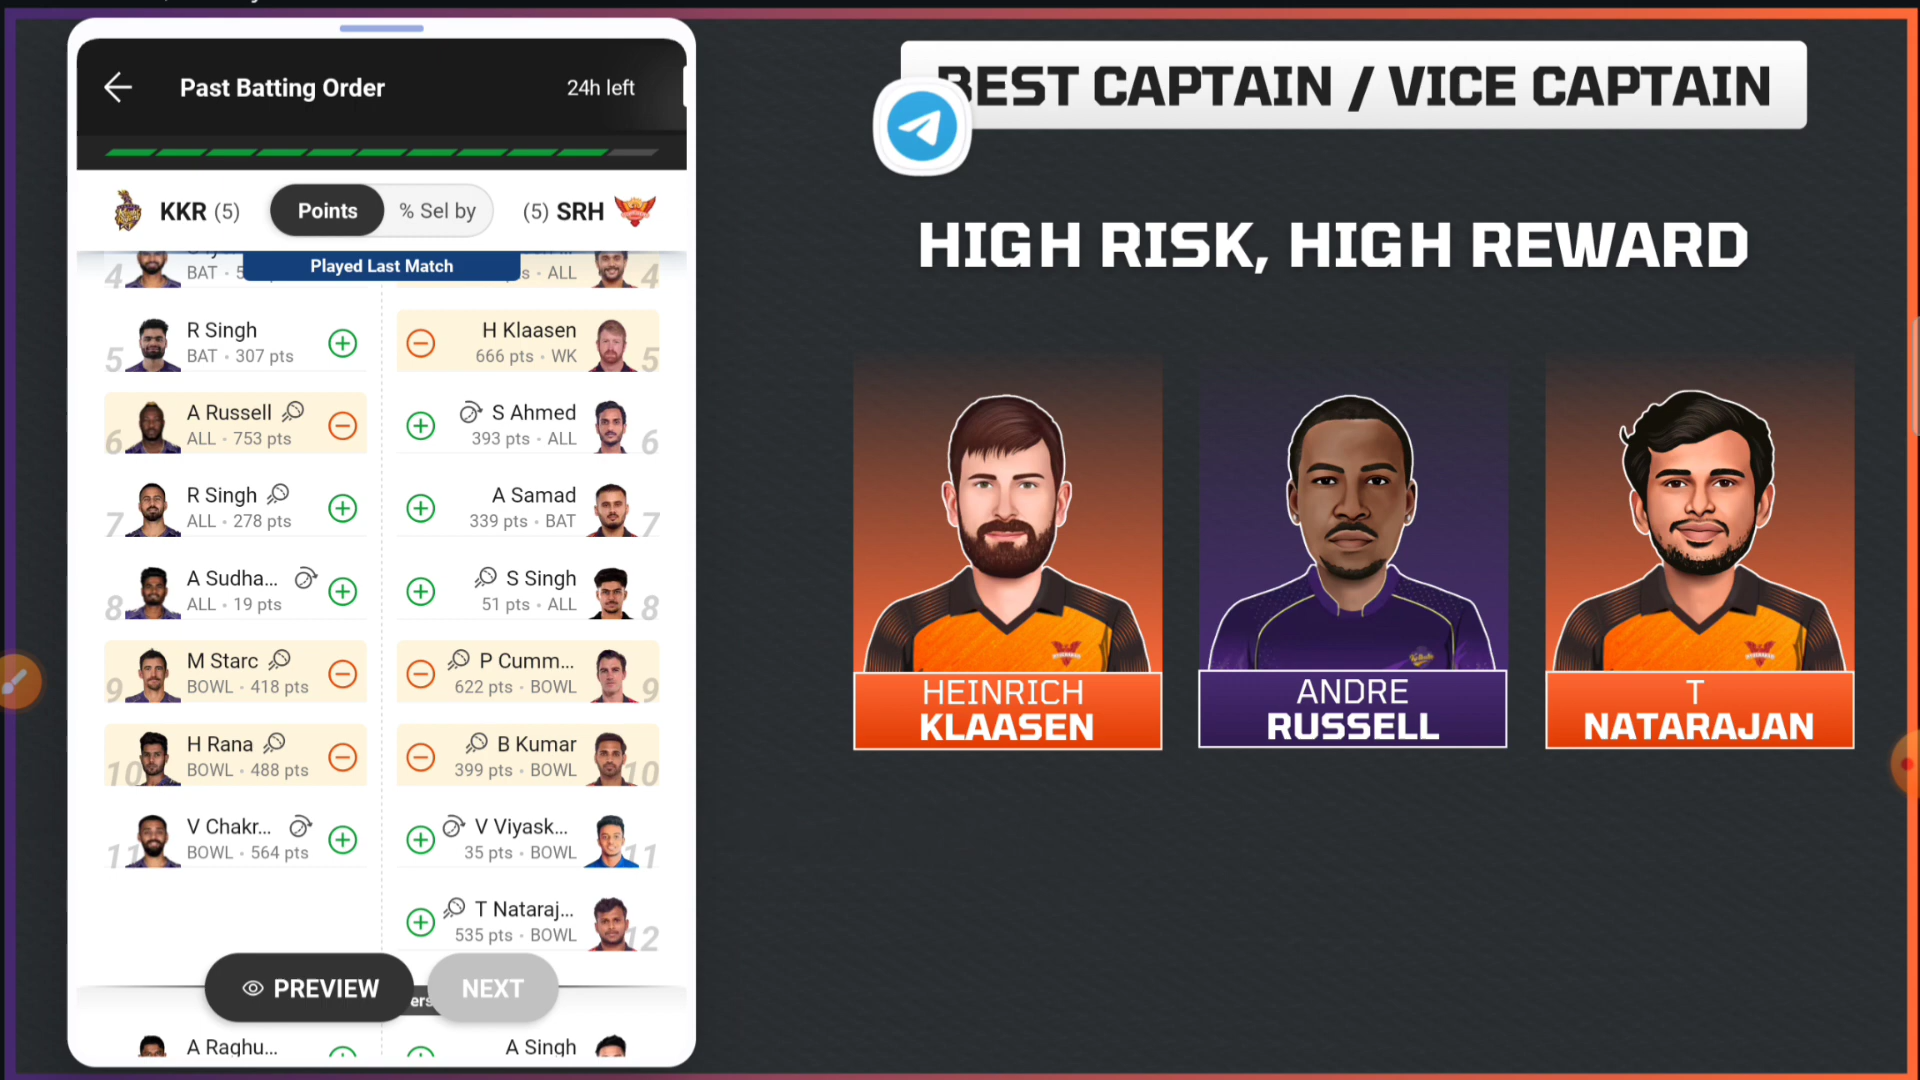 Past Batting Order
24h left
KKR (5)
Points
% Sel by
(5) SRH
Played Last Match
4
BAT
s • ALL
4
5
R Singh
BAT • 307 pts
H Klaasen
666 pts • WK
5
6
A Russell
ALL • 753 pts
S Ahmed
393 pts • ALL
6
7
R Singh
ALL • 278 pts
A Samad
339 pts • BAT
7
8
A Sudha...
ALL • 19 pts
S Singh
51 pts • ALL
8
9
M Starc
BOWL • 418 pts
P Cumm...
622 pts • BOWL
9
10
H Rana
BOWL • 488 pts
B Kumar
399 pts • BOWL
10
11
V Chakr...
BOWL • 564 pts
V Viyask...
35 pts • BOWL
11
T Nataraj...
535 pts • BOWL
12
PREVIEW
ers
NEXT
A Raghu...
A Singh
BEST CAPTAIN / VICE CAPTAIN
HIGH RISK, HIGH REWARD
HEINRICH
KLAASEN
ANDRE
RUSSELL
T
NATARAJAN